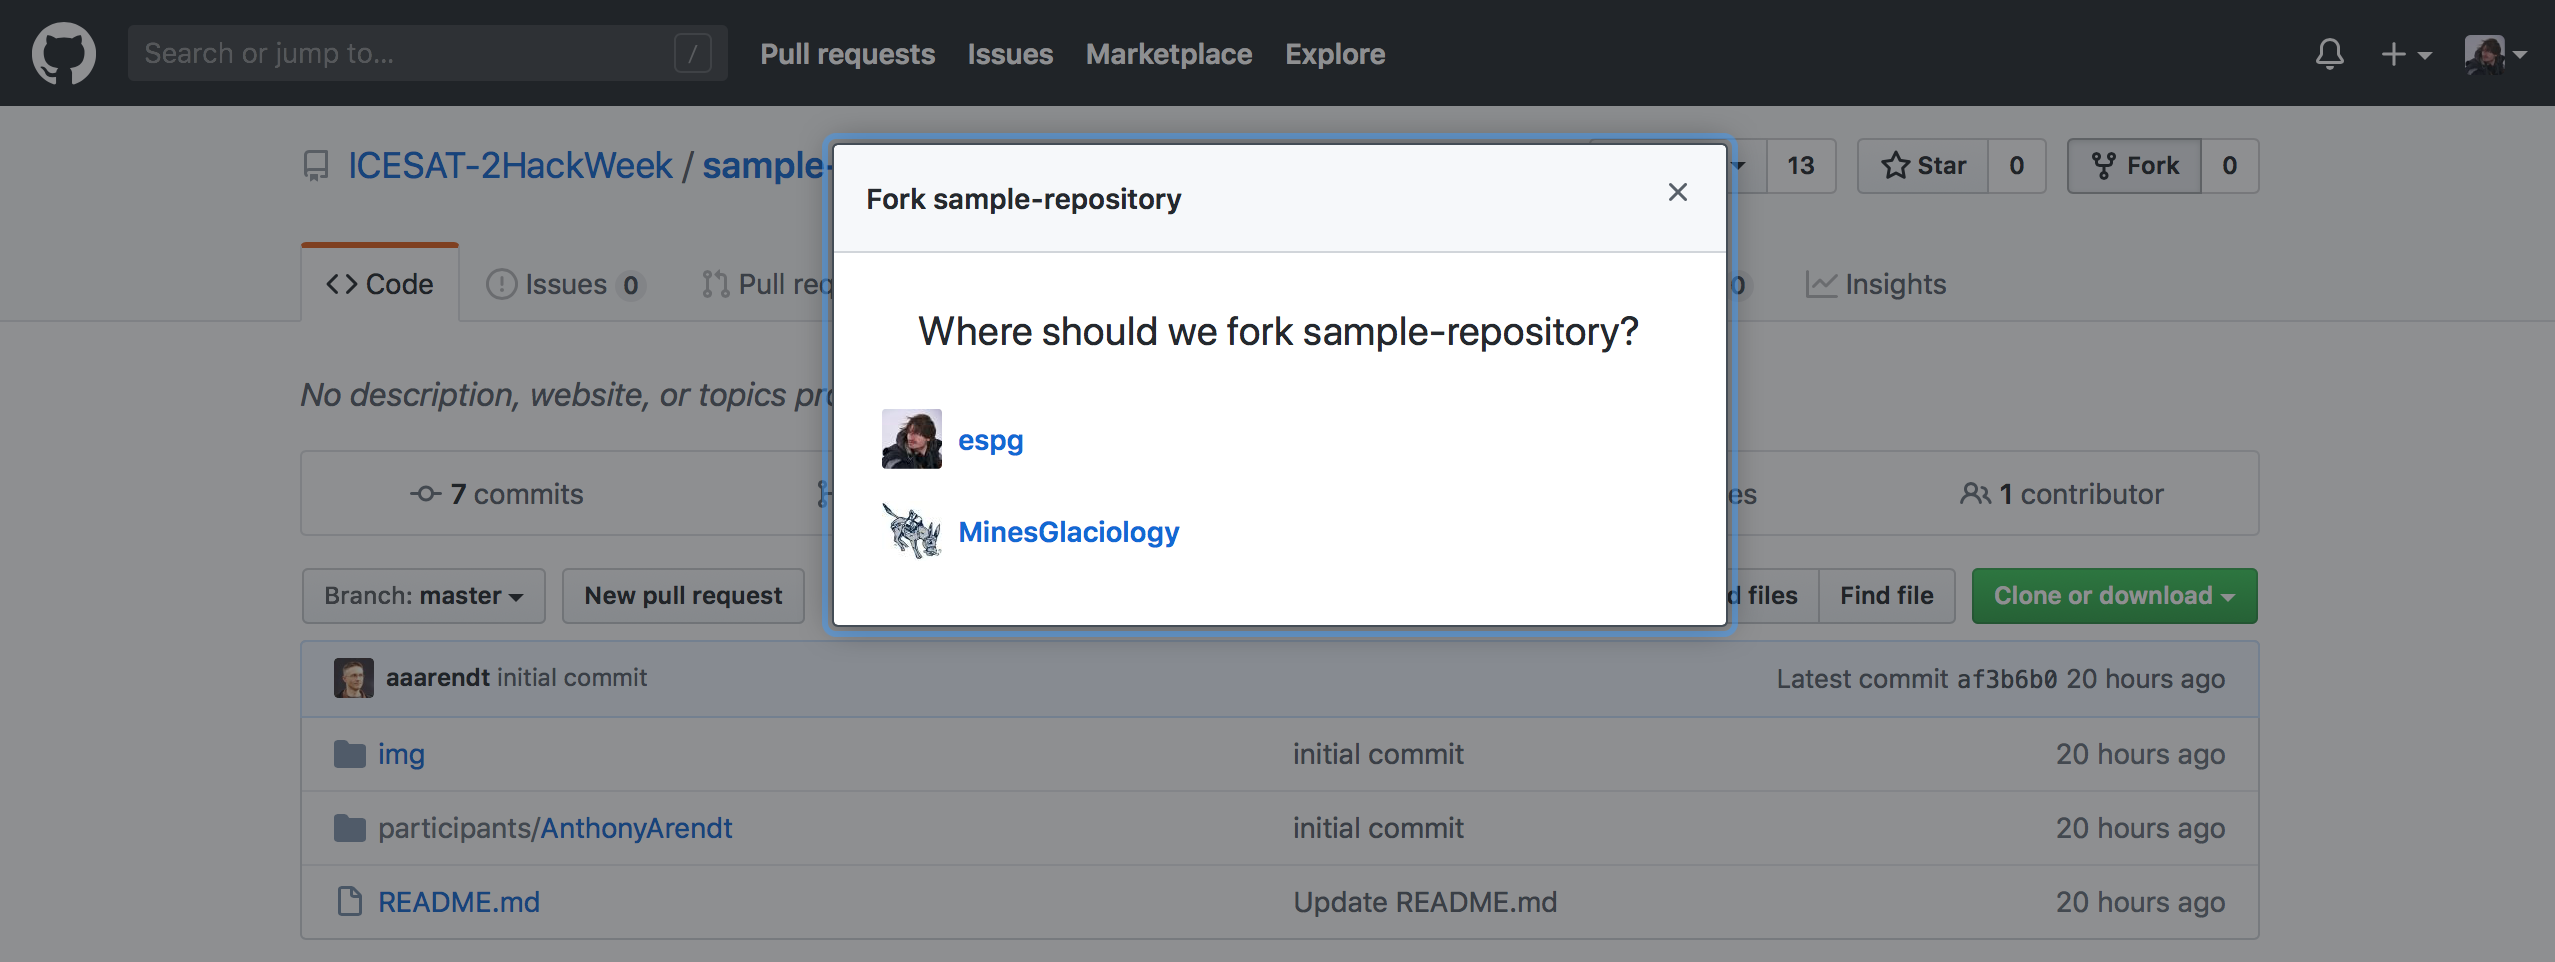 Search or jump to... / Pull requests Issues Marketplace Explore
ICESAT-2HackWeek / sample- 13 Star 0 Fork 0
Fork sample-repository
Code Issues 0 Pull req 0 Insights
Where should we fork sample-repository?
No description, website, or topics pro
espg
7 commits es 1 contributor
MinesGlaciology
Branch: master New pull request d files Find file Clone or download
aaarendt initial commit Latest commit af3b6b0 20 hours ago
img initial commit 20 hours ago
participants/AnthonyArendt initial commit 20 hours ago
README.md Update README.md 20 hours ago